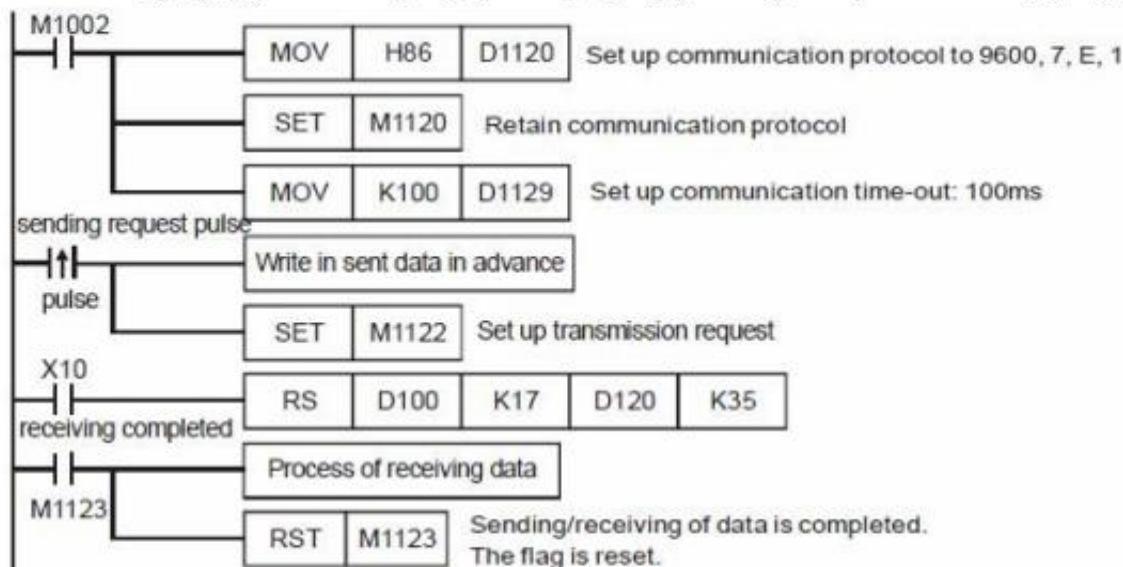 M1002
MOV H86 D1120 Set up communication protocol to 9600, 7, E, 1
SET M1120 Retain communication protocol
MOV K100 D1129 Set up communication time-out: 100ms
sending request pulse
Write in sent data in advance
pulse
SET M1122 Set up transmission request
X10
RS D100 K17 D120 K35
receiving completed
Process of receiving data
M1123
RST M1123 Sending/receiving of data is completed.
The flag is reset.